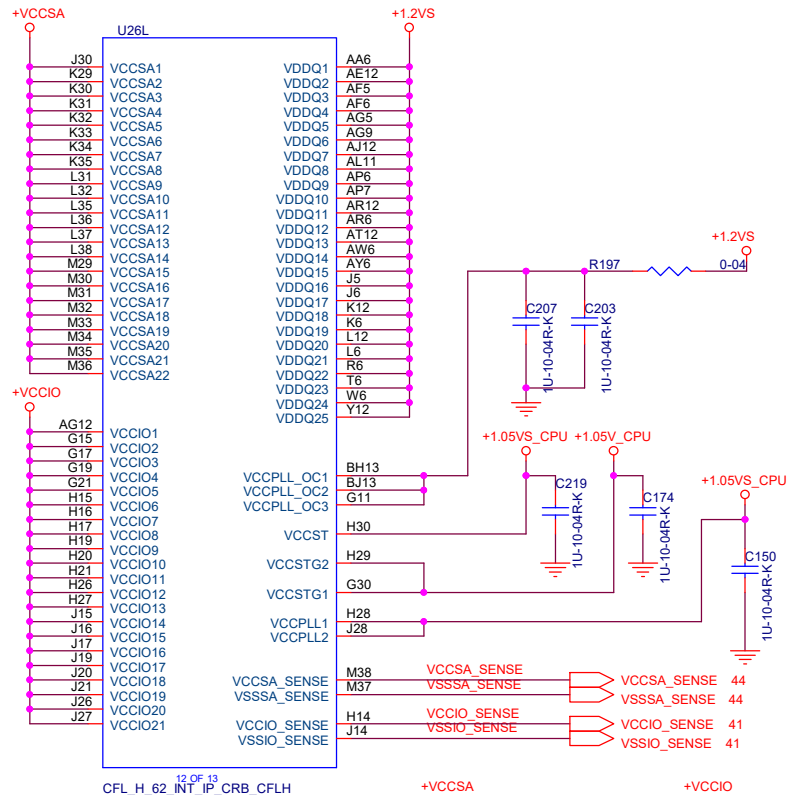 +VCCSA
U26L
+1.2VS
J30 VCCSA1
K29 VCCSA2
K30 VCCSA3
K31 VCCSA4
K32 VCCSA5
K33 VCCSA6
K34 VCCSA7
K35 VCCSA8
L31 VCCSA9
L32 VCCSA10
L35 VCCSA11
L36 VCCSA12
L37 VCCSA13
L38 VCCSA14
M29 VCCSA15
M30 VCCSA16
M31 VCCSA17
M32 VCCSA18
M33 VCCSA19
M34 VCCSA20
M35 VCCSA21
M36 VCCSA22
+VCCIO
AG12 VCCIO1
G15 VCCIO2
G17 VCCIO3
G19 VCCIO4
G21 VCCIO5
H15 VCCIO6
H16 VCCIO7
H17 VCCIO8
H19 VCCIO9
H20 VCCIO10
H21 VCCIO11
H26 VCCIO12
H27 VCCIO13
J15 VCCIO14
J16 VCCIO15
J17 VCCIO16
J19 VCCIO17
J20 VCCIO18
J21 VCCIO19
J26 VCCIO20
J27 VCCIO21
VDDQ1 AA6
VDDQ2 AE12
VDDQ3 AF5
VDDQ4 AF6
VDDQ5 AG5
VDDQ6 AG9
VDDQ7 AJ12
VDDQ8 AL11
VDDQ9 AP6
VDDQ10 AP7
VDDQ11 AR12
VDDQ12 AR6
VDDQ13 AT12
VDDQ14 AW6
VDDQ15 AY6
VDDQ16 J5
VDDQ17 J6
VDDQ18 K12
VDDQ19 K6
VDDQ20 L12
VDDQ21 L6
VDDQ22 R6
VDDQ23 T6
VDDQ24 W6
VDDQ25 Y12
VCCPLL_OC1 BH13
VCCPLL_OC2 BJ13
VCCPLL_OC3 G11
VCCST H30
VCCSTG2 H29
VCCSTG1 G30
VCCPLL1 H28
VCCPLL2 J28
VCCSA_SENSE M38
VSSSA_SENSE M37
VCCIO_SENSE H14
VSSIO_SENSE J14
+1.2VS
R197
0-04
C207
1U-10-04R-K
C203
1U-10-04R-K
+1.05VS_CPU
+1.05V_CPU
C219
1U-10-04R-K
C174
1U-10-04R-K
+1.05VS_CPU
C150
1U-10-04R-K
VCCSA_SENSE
VCCSA_SENSE 44
VSSSA_SENSE
VSSSA_SENSE 44
VCCIO_SENSE
VCCIO_SENSE 41
VSSIO_SENSE
VSSIO_SENSE 41
12 OF 13
CFL_H_62_INT_IP_CRB_CFLH
+VCCSA
+VCCIO